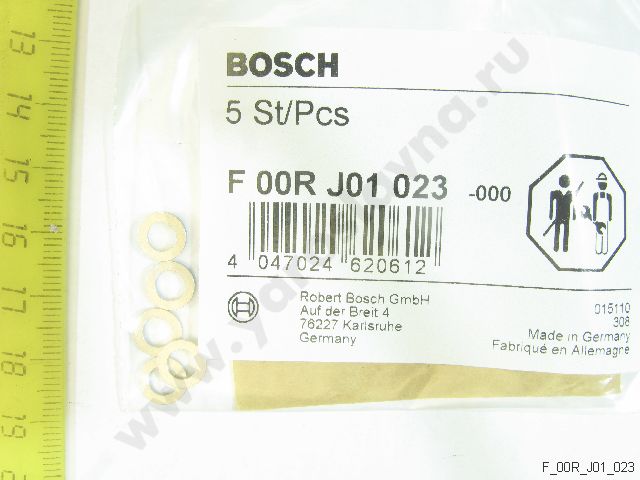 BOSCH
5 St/Pcs
F 00R J01 023 -000
4 047024 620612
Robert Bosch GmbH
Auf der Breit 4
76227 Karlsruhe
Germany
015110
308
Made in Germany
Fabriqué en Allemagne
13
14
15
16
17
18
19
F_00R_J01_023